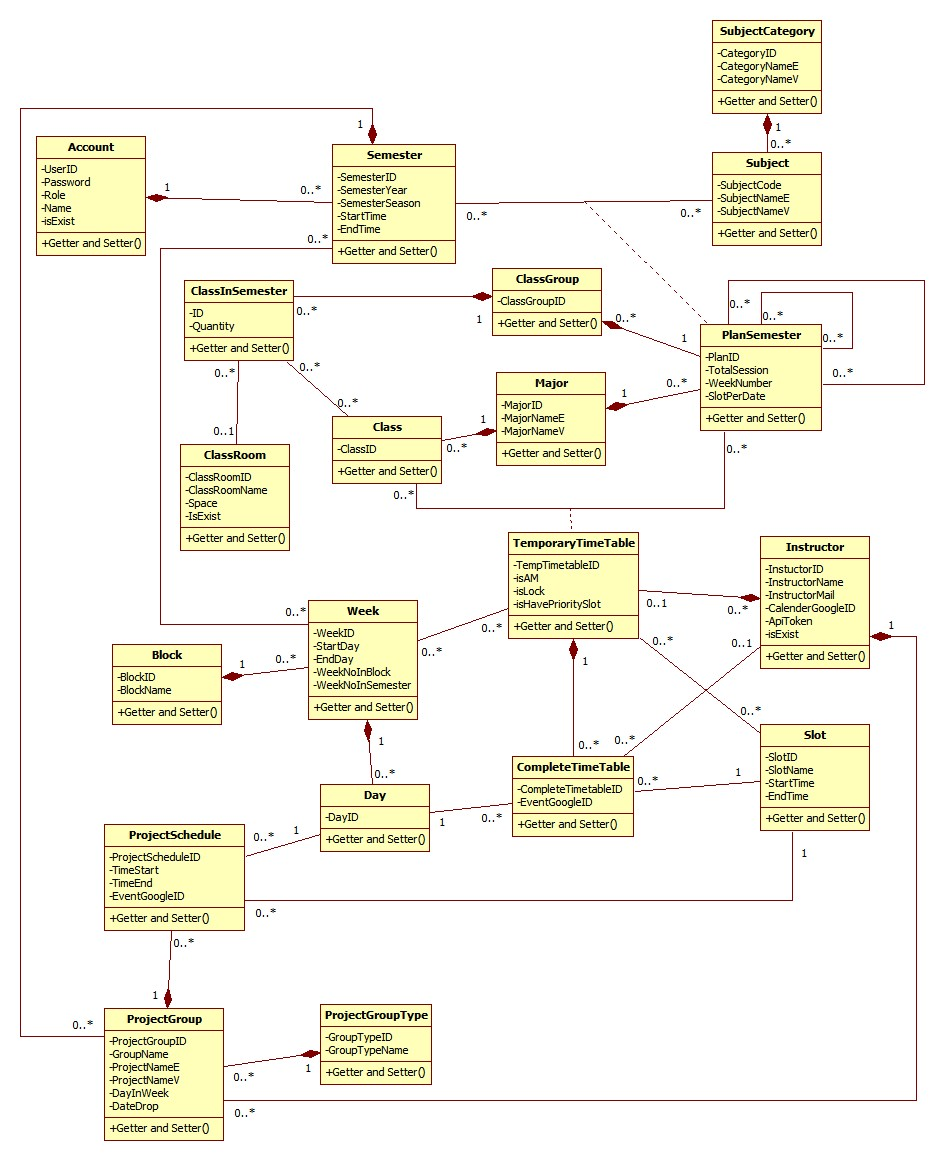 SubjectCategory
-CategoryID
-CategoryNameE
-CategoryNameV
+Getter and Setter()
1
0..*
Subject
-SubjectCode
-SubjectNameE
-SubjectNameV
+Getter and Setter()
0..*
1
Account
-UserID
-Password
-Role
-Name
-isExist
+Getter and Setter()
1
0..*
Semester
-SemesterID
-SemesterYear
-SemesterSeason
-StartTime
-EndTime
+Getter and Setter()
0..*
0..*
ClassInSemester
-ID
-Quantity
+Getter and Setter()
0..*
0..*
0..*
ClassGroup
-ClassGroupID
+Getter and Setter()
1
0..*
1
PlanSemester
-PlanID
-TotalSession
-WeekNumber
-SlotPerDate
+Getter and Setter()
0..*
0..*
0..*
0..*
0..*
0..*
Major
-MajorID
-MajorNameE
-MajorNameV
+Getter and Setter()
1
1
Class
-ClassID
+Getter and Setter()
0..*
0..*
0..*
0..1
ClassRoom
-ClassRoomID
-ClassRoomName
-Space
-IsExist
+Getter and Setter()
TemporaryTimeTable
-TempTimetableID
-isAM
-isLock
-isHavePrioritySlot
+Getter and Setter()
0..1
0..*
0..*
1
Instructor
-InstuctorID
-InstructorName
-InstructorMail
-CalenderGoogleID
-ApiToken
-isExist
+Getter and Setter()
0..*
0..1
1
Week
-WeekID
-StartDay
-EndDay
-WeekNoInBlock
-WeekNoInSemester
+Getter and Setter()
0..*
0..*
0..*
1
Block
-BlockID
-BlockName
+Getter and Setter()
1
Slot
-SlotID
-SlotName
-StartTime
-EndTime
+Getter and Setter()
0..*
1
1
CompleteTimeTable
-CompleteTimetableID
-EventGoogleID
+Getter and Setter()
0..*
0..*
0..*
0..*
Day
-DayID
+Getter and Setter()
0..*
1
1
ProjectSchedule
-ProjectScheduleID
-TimeStart
-TimeEnd
-EventGoogleID
+Getter and Setter()
0..*
0..*
0..*
1
ProjectGroup
-ProjectGroupID
-GroupName
-ProjectNameE
-ProjectNameV
-DayInWeek
-DateDrop
+Getter and Setter()
0..*
0..*
0..*
ProjectGroupType
-GroupTypeID
-GroupTypeName
+Getter and Setter()
1